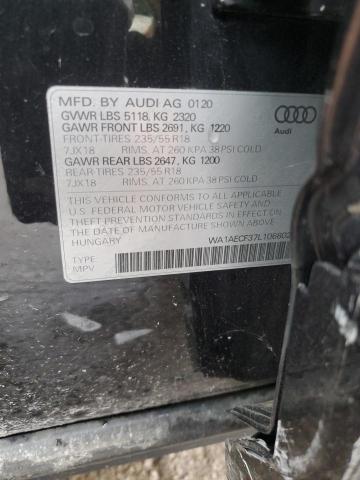 MFD. BY AUDI AG 0120
GVWR LBS 5118, KG 2320
GAWR FRONT LBS 2691, KG 1220
FRONT-TIRES 235/55 R18
7JX18 RIMS, AT 260 KPA 38 PSI COLD
GAWR REAR LBS 2647, KG 1200
REAR-TIRES 235/55 R18
7JX18 RIMS, AT 260 KPA 38 PSI COLD
Audi
THIS VEHICLE CONFORMS TO ALL APPLICABLE
U.S. FEDERAL MOTOR VEHICLE SAFETY AND
THEFT PREVENTION STANDARDS IN EFFECT ON
THE DATE OF MANUFACTURE SHOWN ABOVE.
HUNGARY
WA1AECF37L106802
TYPE:
MPV